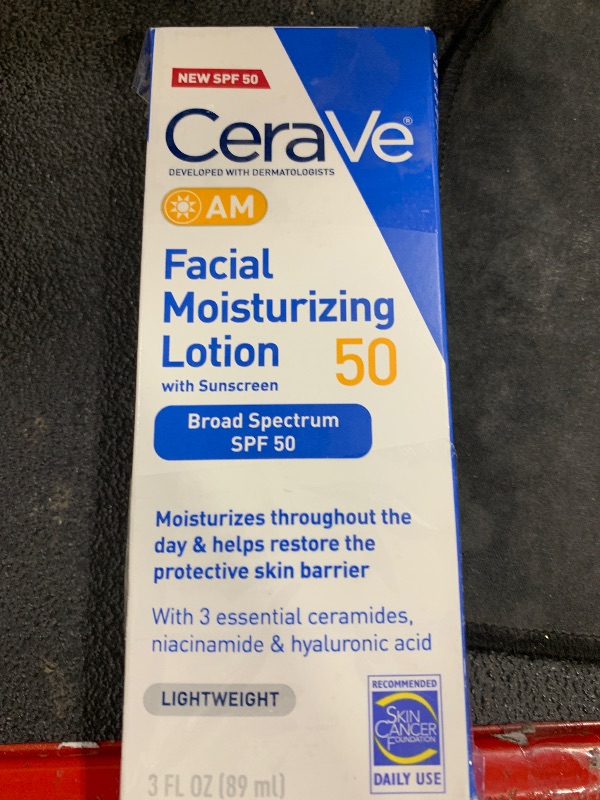 NEW SPF 50
CeraVe®
DEVELOPED WITH DERMATOLOGISTS
AM
Facial
Moisturizing
Lotion 50
with Sunscreen
Broad Spectrum
SPF 50
Moisturizes throughout the
day & helps restore the
protective skin barrier
With 3 essential ceramides,
niacinamide & hyaluronic acid
LIGHTWEIGHT
RECOMMENDED
SKIN
CANCER
FOUNDATION
DAILY USE
3 FL OZ (89 ml)